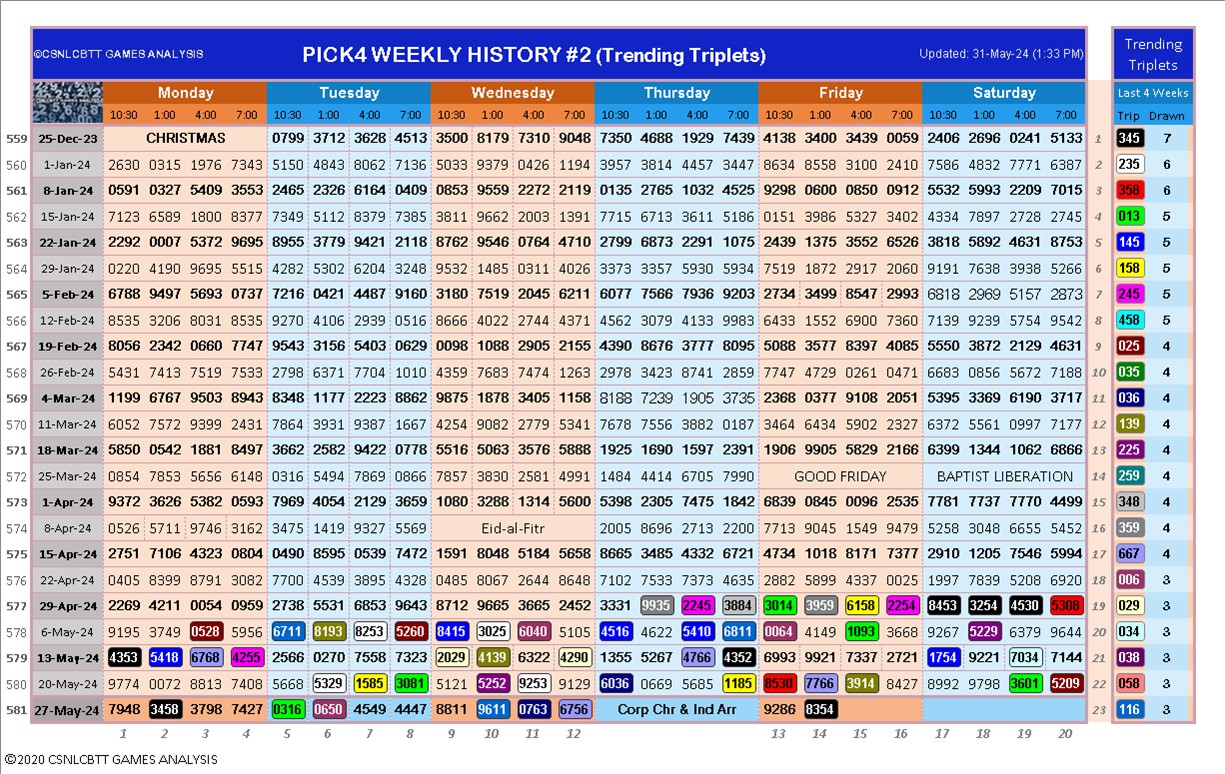 ©CSNLCBTT GAMES ANALYSIS PICK4 WEEKLY HISTORY #2 (Trending Triplets) Updated: 31-May-24 (1:33 PM) Trending Triplets
Monday Tuesday Wednesday Thursday Friday Saturday Last 4 Weeks
10:30 1:00 4:00 7:00 10:30 1:00 4:00 7:00 10:30 1:00 4:00 7:00 10:30 1:00 4:00 7:00 10:30 1:00 4:00 7:00 10:30 1:00 4:00 7:00 Trip Drawn
559 25-Dec-23 CHRISTMAS 0799 3712 3628 4513 3500 8179 7310 9048 7350 4688 1929 7439 4138 3400 3439 0059 2406 2696 0241 5133 1 345 7
560 1-Jan-24 2630 0315 1976 7343 5150 4843 8062 7136 5033 9379 0426 1194 3957 3814 4457 3447 8634 8558 3100 2410 7586 4832 7771 6387 2 235 6
561 8-Jan-24 0591 0327 5409 3553 2465 2326 6164 0409 0853 9559 2272 2119 0135 2765 1032 4525 9298 0600 0850 0912 5532 5993 2209 7015 3 358 6
562 15-Jan-24 7123 6589 1800 8377 7349 5112 8379 7385 3811 9662 2003 1391 7715 6713 3611 5186 0151 3986 5327 3402 4334 7897 2728 2745 4 013 5
563 22-Jan-24 2292 0007 5372 9695 8955 3779 9421 2118 8762 9546 0764 4710 2799 6873 2291 1075 2439 1375 3552 6526 3818 5892 4631 8753 5 145 5
564 29-Jan-24 0220 4190 9695 5515 4282 5302 6204 3248 9532 1485 0311 4026 3373 3357 5930 5934 7519 1872 2917 2060 9191 7638 3938 5266 6 158 5
565 5-Feb-24 6788 9497 5693 0737 7216 0421 4487 9168 3180 7519 2045 6211 6077 7566 7936 9203 2734 3499 8547 2993 6818 2969 5157 2873 7 245 5
566 12-Feb-24 8535 3206 8031 8535 9270 4106 2939 0516 8666 4022 2744 4371 4562 3079 4133 9983 6433 1552 6900 7360 7139 9239 5754 9542 8 458 5
567 19-Feb-24 8056 2342 0660 7747 9543 3156 5403 0629 0098 1088 2905 2155 4390 8676 3777 8095 5088 3577 8397 4085 5550 3872 2129 4631 9 025 4
568 26-Feb-24 5431 7413 7519 7533 2798 6371 7704 1010 4359 7683 7474 1263 2978 3423 8741 2859 7747 4729 0261 0471 6683 0856 5672 7188 10 035 4
569 4-Mar-24 1199 6767 9503 8943 8348 1177 2223 8862 9875 1878 3405 1158 8188 7239 1905 3735 2368 0377 9108 2051 5395 3369 6190 3717 11 036 4
570 11-Mar-24 6052 7572 9399 2431 7864 3931 9387 1667 4254 9082 2779 5341 7678 7556 3882 0187 3464 6434 5902 2327 6372 5561 0997 7177 12 139 4
571 18-Mar-24 5850 0542 1881 8497 3662 2582 9422 0778 5516 5063 3576 5888 1925 1690 1597 2391 1906 9905 5829 2166 6399 1344 1062 6866 13 225 4
572 25-Mar-24 0854 7853 5656 6148 0316 5494 7869 0866 0857 3830 2581 4991 1484 4414 6705 7990 GOOD FRIDAY BAPTIST LIBERATION 14 259 4
573 1-Apr-24 9372 3626 5382 0593 7969 4054 2129 3659 1080 3288 1314 5600 5398 2305 7475 1842 6839 0845 0096 2535 7781 7737 7770 4499 15 348 4
574 8-Apr-24 0526 5711 9746 3162 3475 1419 9327 5569 Eid-al-Fitr 2005 8696 2713 2200 7713 9045 1549 9479 5258 3048 6655 5452 16 359 4
575 15-Apr-24 2751 7106 4323 0804 0490 8595 0539 7472 1591 8048 5184 5658 8665 3485 4332 6721 4734 1018 8171 7377 2910 1205 7546 5994 17 667 4
576 22-Apr-24 0405 8399 8791 3082 7700 4539 3895 4328 0485 8067 2644 8648 7102 7533 7373 4635 2882 5899 4337 0025 1997 7839 5208 6920 18 006 3
577 29-Apr-24 2269 4211 0054 0959 2738 5531 6853 9643 8712 9665 3665 2452 3331 9935 2245 3884 3014 3959 6158 2254 8453 3254 4530 5308 19 029 3
578 6-May-24 9195 3749 0528 5956 6711 8193 8253 5260 8415 3025 6040 5105 4516 4622 5410 6811 0064 4149 1093 3668 9267 5229 6379 9644 20 034 3
579 13-May-24 4353 5418 6768 4255 2566 0270 7558 7323 2029 4139 6322 4290 1355 5267 4766 4352 6993 9921 7337 2721 1754 9221 7034 7144 21 038 3
580 20-May-24 9774 0072 8813 7408 5668 5329 1585 3081 5121 5252 9253 9129 6036 0669 5685 1185 8530 7766 3914 8427 8992 9798 3601 5209 22 058 3
581 27-May-24 7948 3458 3798 7427 0316 0650 4549 4447 8811 9611 0763 6756 Corp Chr & Ind Arr 9286 8354 23 116 3
1 2 3 4 5 6 7 8 9 10 11 12 13 14 15 16 17 18 19 20
©2020 CSNLCBTT GAMES ANALYSIS